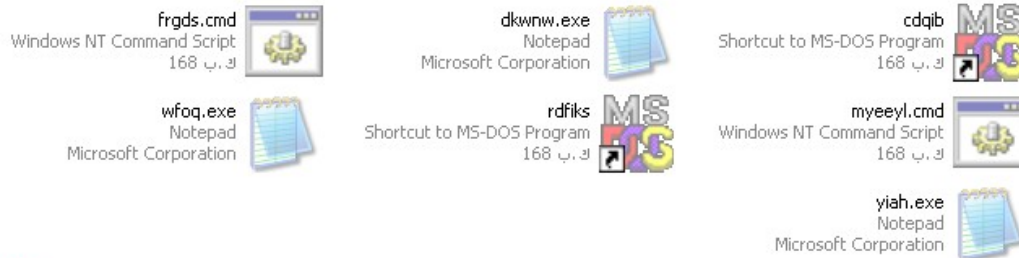 cdqib
Shortcut to MS-DOS Program
168 ك.ب
dkwnw.exe
Notepad
Microsoft Corporation
frgds.cmd
Windows NT Command Script
168 ك.ب
myeeyl.cmd
Windows NT Command Script
168 ك.ب
rdfiks
Shortcut to MS-DOS Program
168 ك.ب
wfoq.exe
Notepad
Microsoft Corporation
yiah.exe
Notepad
Microsoft Corporation